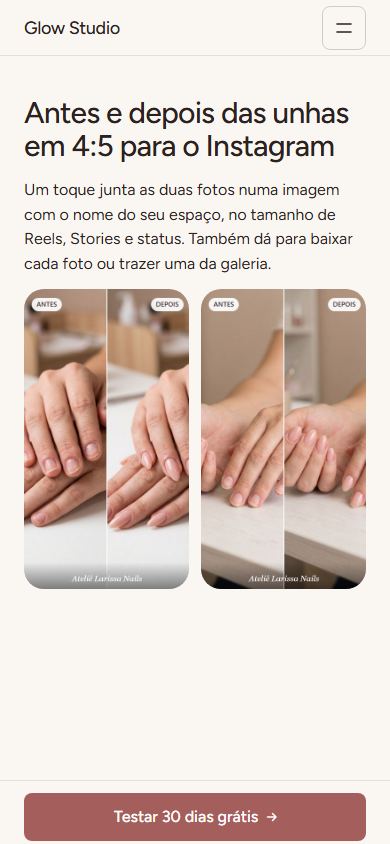 Glow Studio
Antes e depois das unhas
em 4:5 para o Instagram
Um toque junta as duas fotos numa imagem
com o nome do seu espaço, no tamanho de
Reels, Stories e status. Também dá para baixar
cada foto ou trazer uma da galeria.
ANTES DEPOIS ANTES DEPOIS
Ateliê Larissa Nails Ateliê Larissa Nails
Testar 30 dias grátis →